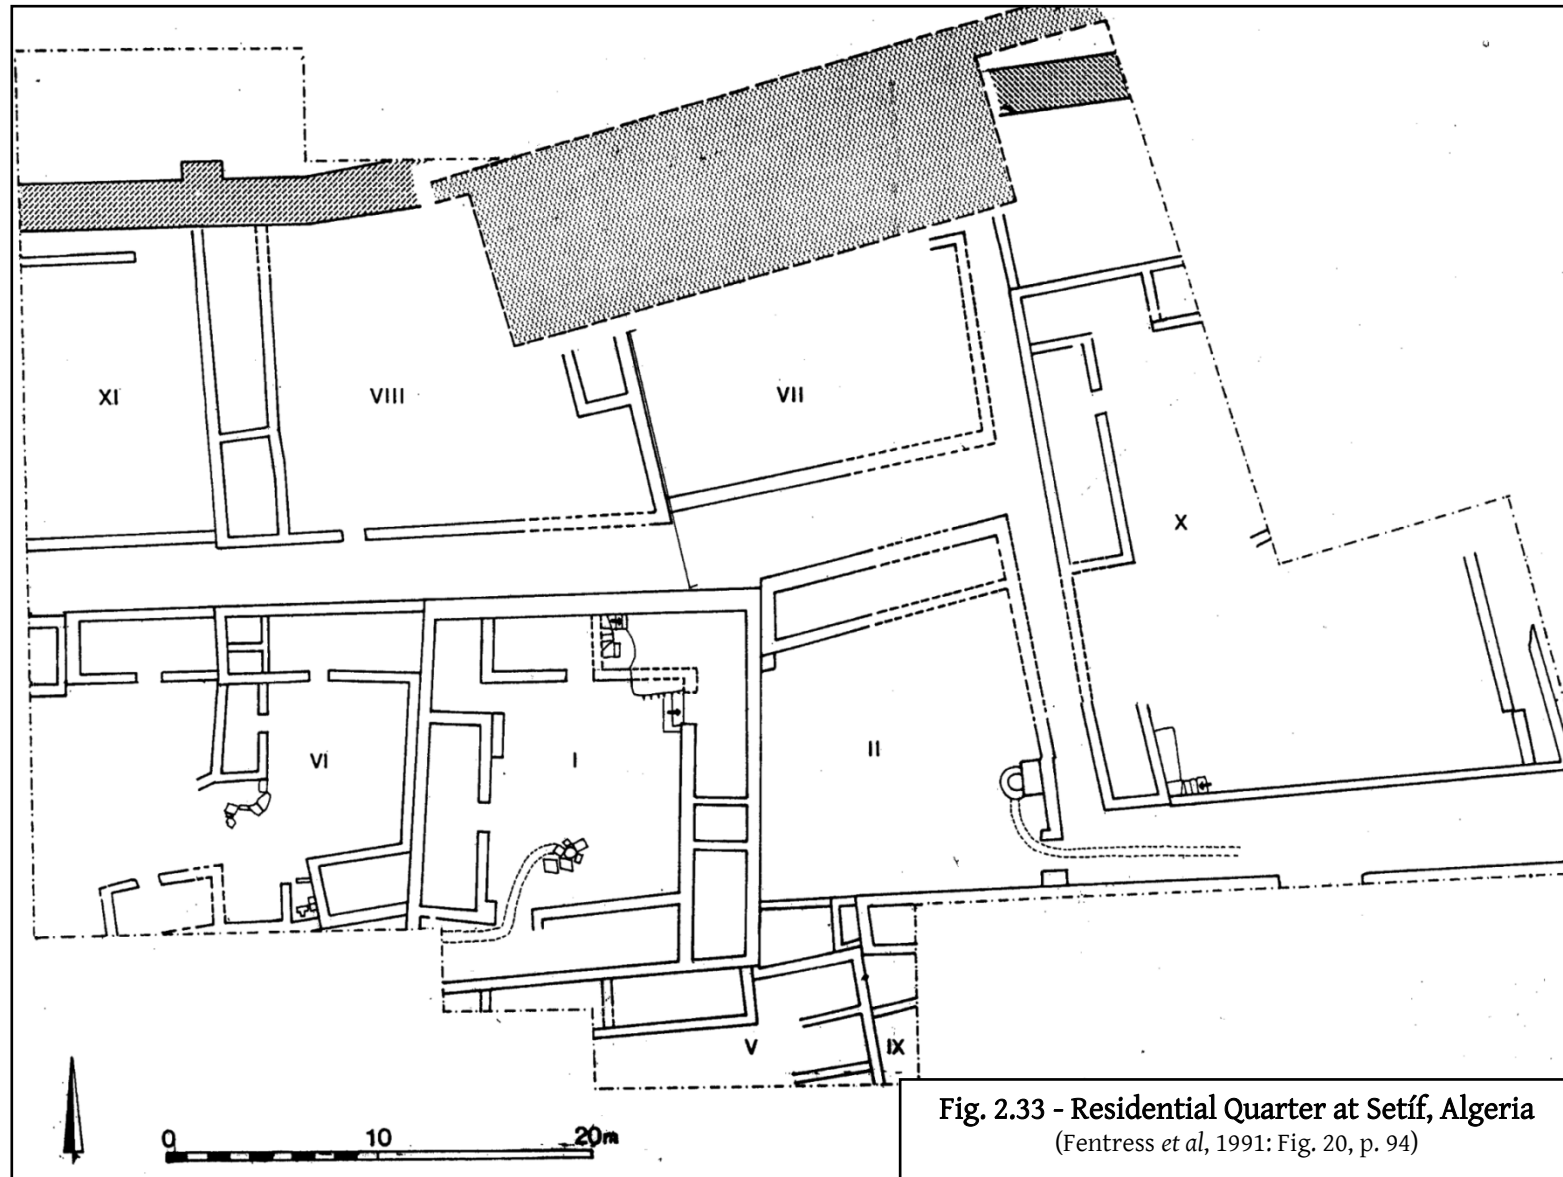 XI
VIII
VII
X
VI
I
II
V
IX
0 10 20m
Fig. 2.33 - Residential Quarter at Setíf, Algeria
(Fentress et al, 1991: Fig. 20, p. 94)